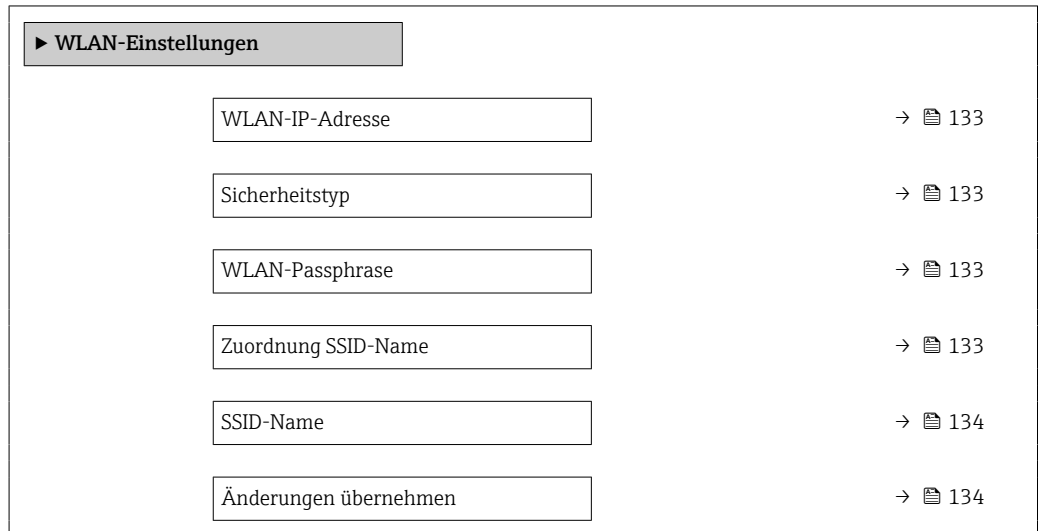 ▶ WLAN-Einstellungen
WLAN-IP-Adresse → 133
Sicherheitstyp → 133
WLAN-Passphrase → 133
Zuordnung SSID-Name → 133
SSID-Name → 134
Änderungen übernehmen → 134